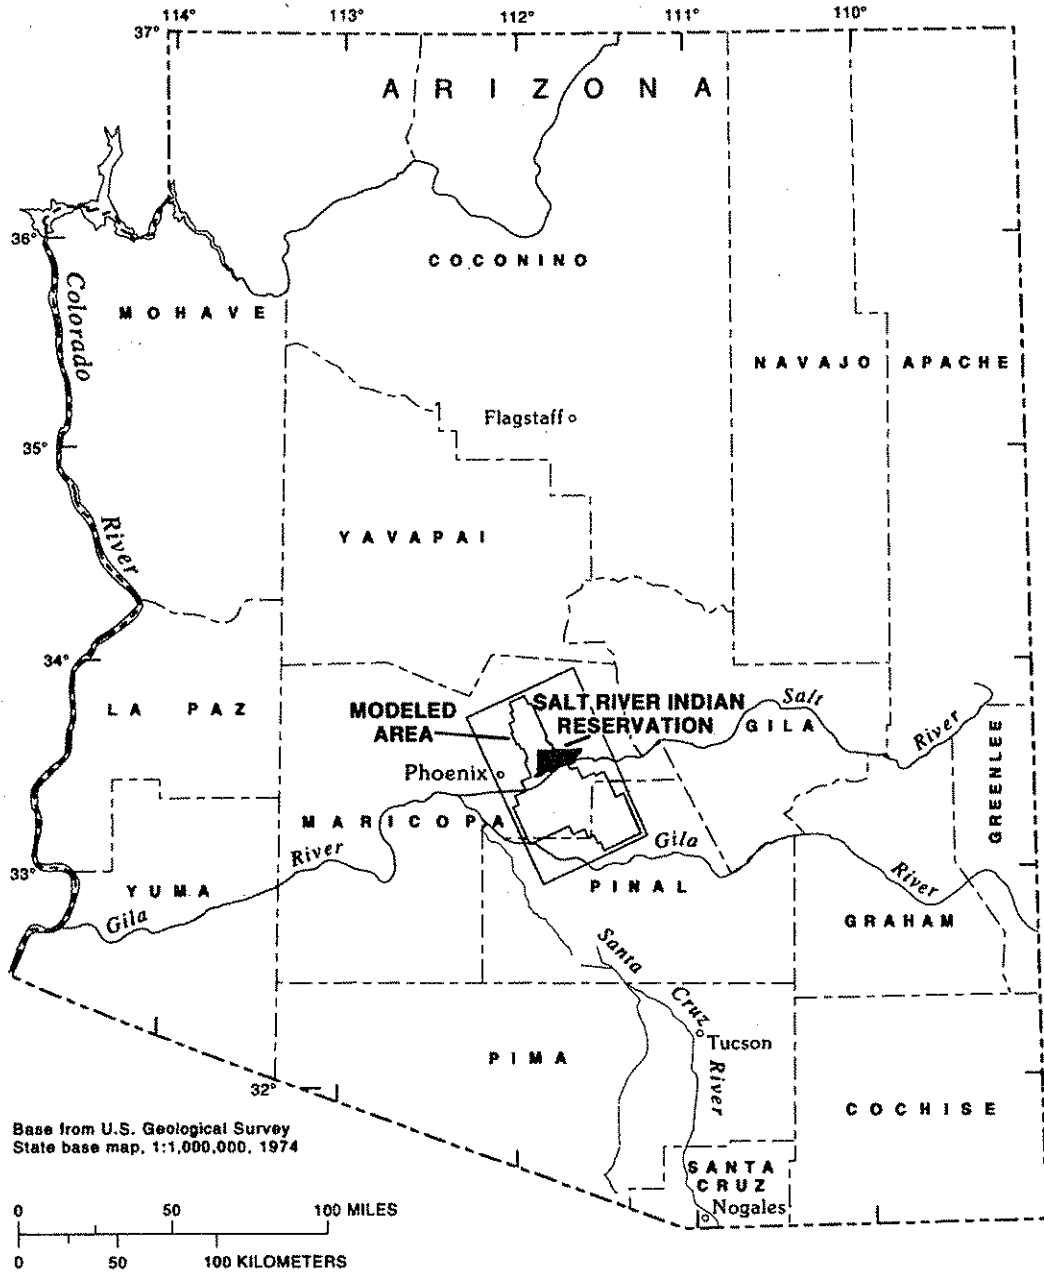 114°
113°
112°
111°
110°
37°
ARIZONA
36°
COCONINO
Colorado
MOHAVE
NAVAJO
APACHE
Flagstaff
35°
River
YAVAPAI
34°
LA PAZ
MODELED
AREA
SALT RIVER INDIAN
RESERVATION
Salt
GILA
River
GREENLEE
Phoenix
MARICOPA
River
Gila
33°
YUMA
Gila
PINAL
River
GRAHAM
Santa
Cruz
Tucson
River
PIMA
32°
COCHISE
Base from U.S. Geological Survey
State base map, 1:1,000,000, 1974
SANTA
CRUZ
Nogales
0 50 100 MILES
0 50 100 KILOMETERS